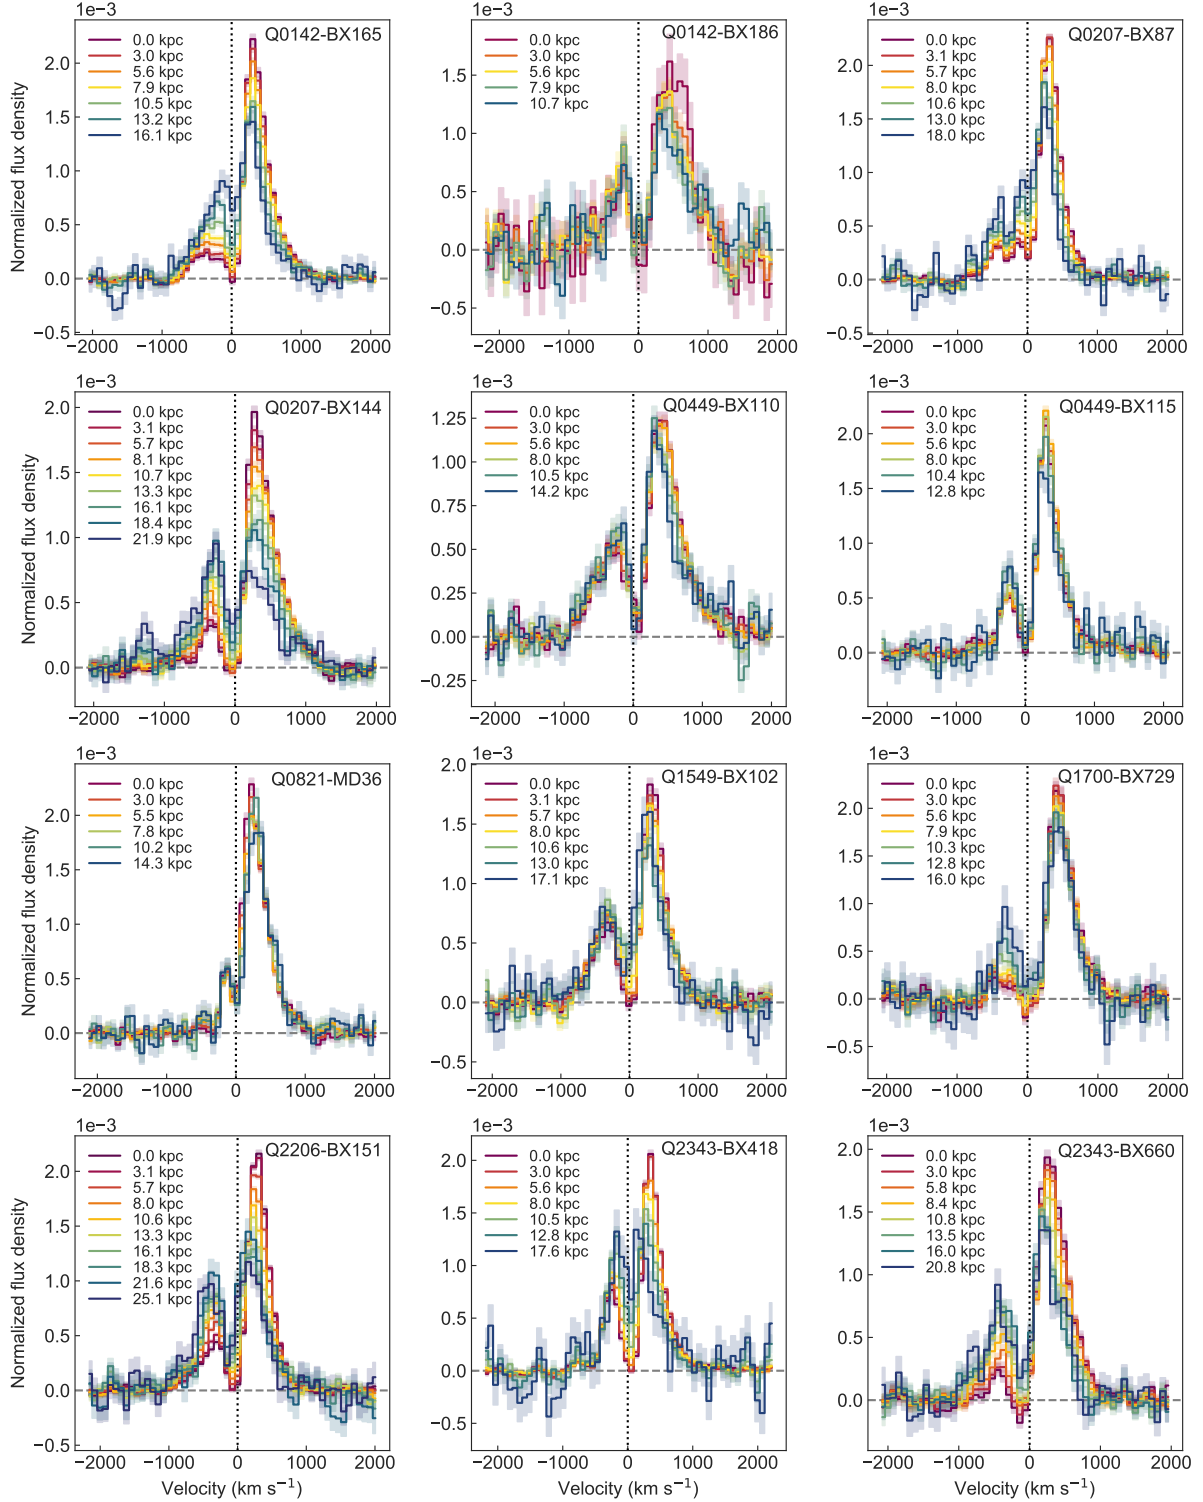 1e−3
Q0142-BX165
0.0 kpc
3.0 kpc
5.6 kpc
7.9 kpc
10.5 kpc
13.2 kpc
16.1 kpc
2.0
1.5
1.0
0.5
0.0
−0.5
−2000 −1000 0 1000 2000
Normalized flux density
1e−3
Q0142-BX186
0.0 kpc
3.0 kpc
5.6 kpc
7.9 kpc
10.7 kpc
1.5
1.0
0.5
0.0
−0.5
−2000 −1000 0 1000 2000
1e−3
Q0207-BX87
0.0 kpc
3.1 kpc
5.7 kpc
8.0 kpc
10.6 kpc
13.0 kpc
18.0 kpc
2.0
1.5
1.0
0.5
0.0
−0.5
−2000 −1000 0 1000 2000
1e−3
Q0207-BX144
0.0 kpc
3.1 kpc
5.7 kpc
8.1 kpc
10.7 kpc
13.3 kpc
16.1 kpc
18.4 kpc
21.9 kpc
2.0
1.5
1.0
0.5
0.0
−2000 −1000 0 1000 2000
Normalized flux density
1e−3
Q0449-BX110
0.0 kpc
3.0 kpc
5.6 kpc
8.0 kpc
10.5 kpc
14.2 kpc
1.25
1.00
0.75
0.50
0.25
0.00
−0.25
−2000 −1000 0 1000 2000
1e−3
Q0449-BX115
0.0 kpc
3.0 kpc
5.6 kpc
8.0 kpc
10.4 kpc
12.8 kpc
2.0
1.5
1.0
0.5
0.0
−2000 −1000 0 1000 2000
1e−3
Q0821-MD36
0.0 kpc
3.0 kpc
5.5 kpc
7.8 kpc
10.2 kpc
14.3 kpc
2.0
1.5
1.0
0.5
0.0
−2000 −1000 0 1000 2000
Normalized flux density
1e−3
Q1549-BX102
0.0 kpc
3.1 kpc
5.7 kpc
8.0 kpc
10.6 kpc
13.0 kpc
17.1 kpc
2.0
1.5
1.0
0.5
0.0
−0.5
−2000 −1000 0 1000 2000
1e−3
Q1700-BX729
0.0 kpc
3.0 kpc
5.6 kpc
7.9 kpc
10.3 kpc
12.8 kpc
16.0 kpc
2.0
1.5
1.0
0.5
0.0
−0.5
−2000 −1000 0 1000 2000
1e−3
Q2206-BX151
0.0 kpc
3.1 kpc
5.7 kpc
8.0 kpc
10.6 kpc
13.3 kpc
16.1 kpc
18.3 kpc
21.6 kpc
25.1 kpc
2.0
1.5
1.0
0.5
0.0
−0.5
−2000 −1000 0 1000 2000
Normalized flux density
Velocity (km s⁻¹)
1e−3
Q2343-BX418
0.0 kpc
3.0 kpc
5.6 kpc
8.0 kpc
10.5 kpc
12.8 kpc
17.6 kpc
2.0
1.5
1.0
0.5
0.0
−0.5
−2000 −1000 0 1000 2000
Velocity (km s⁻¹)
1e−3
Q2343-BX660
0.0 kpc
3.0 kpc
5.8 kpc
8.4 kpc
10.8 kpc
13.5 kpc
16.0 kpc
20.8 kpc
2.0
1.5
1.0
0.5
0.0
−2000 −1000 0 1000 2000
Velocity (km s⁻¹)